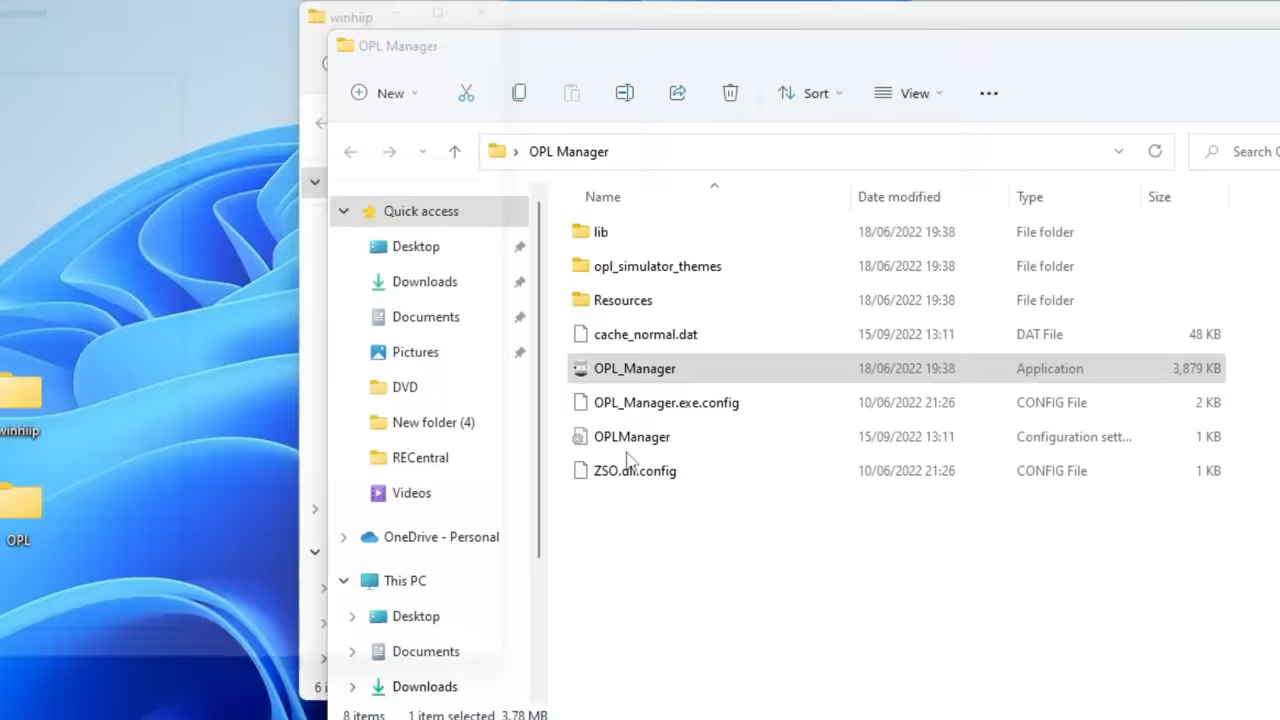 winhiip
OPL Manager
New
Sort
View
OPL Manager
Search
Name
Date modified
Type
Size
Quick access
Desktop
Downloads
Documents
Pictures
DVD
New folder (4)
RECentral
Videos
OneDrive - Personal
This PC
Desktop
Documents
Downloads
lib 18/06/2022 19:38 File folder
opl_simulator_themes 18/06/2022 19:38 File folder
Resources 18/06/2022 19:38 File folder
cache_normal.dat 15/09/2022 13:11 DAT File 48 KB
OPL_Manager 18/06/2022 19:38 Application 3,879 KB
OPL_Manager.exe.config 10/06/2022 21:26 CONFIG File 2 KB
OPLManager 15/09/2022 13:11 Configuration sett... 1 KB
ZSO.dll.config 10/06/2022 21:26 CONFIG File 1 KB
8 items 1 item selected 3.78 MB
winhiip
OPL